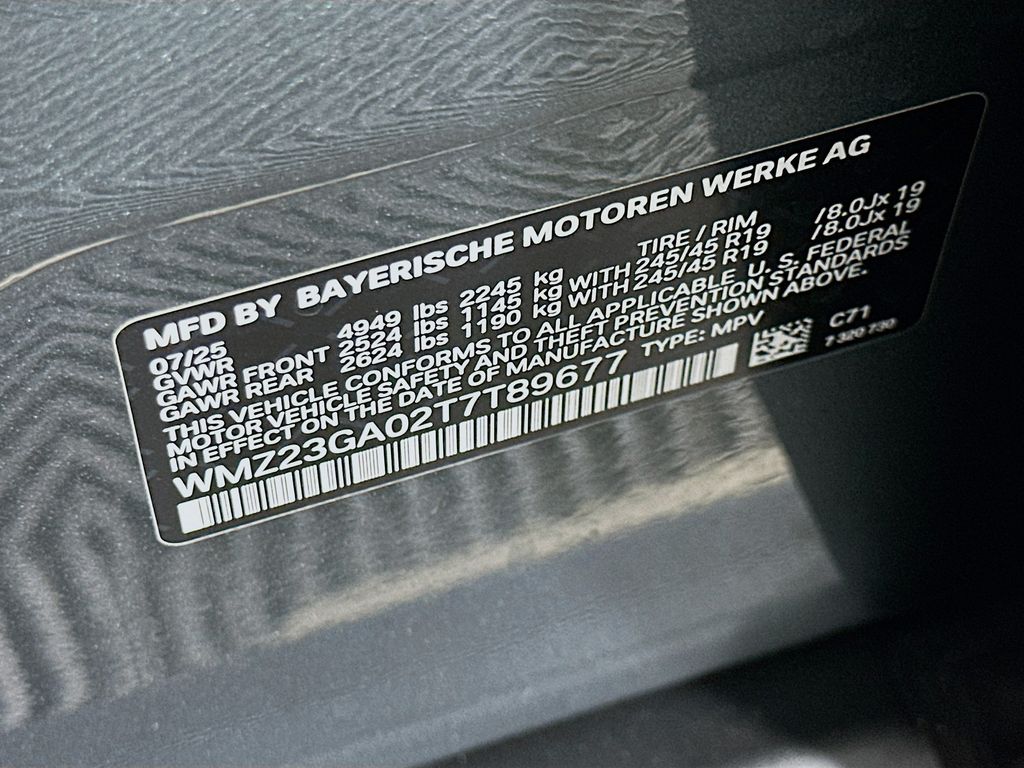 MFD BY BAYERISCHE MOTOREN WERKE AG
07/25 TIRE / RIM
GVWR 4949 lbs 2245 kg
GAWR FRONT 2524 lbs 1145 kg WITH 245/45 R19 /8.0Jx 19
GAWR REAR 2624 lbs 1190 kg WITH 245/45 R19 /8.0Jx 19
THIS VEHICLE CONFORMS TO ALL APPLICABLE U. S. FEDERAL
MOTOR VEHICLE SAFETY AND THEFT PREVENTION STANDARDS
IN EFFECT ON THE DATE OF MANUFACTURE SHOWN ABOVE.
WMZ23GA02T7T89677 TYPE: MPV C71
7 320 730